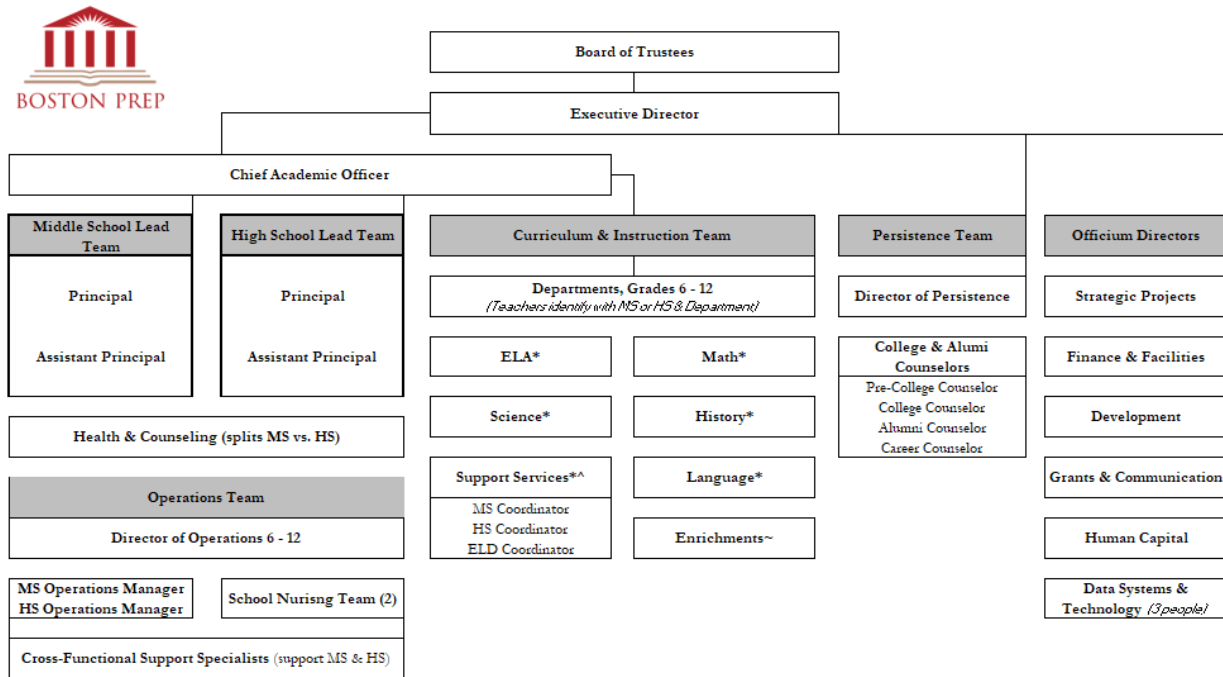 BOSTON PREP
Board of Trustees
Executive Director
Chief Academic Officer
Middle School Lead
Team
Principal
Assistant Principal
High School Lead Team
Principal
Assistant Principal
Health & Counseling (splits MS vs. HS)
Operations Team
Director of Operations 6 - 12
MS Operations Manager
HS Operations Manager
School Nurisng Team (2)
Cross-Functional Support Specialists (support MS & HS)
Curriculum & Instruction Team
Departments, Grades 6 - 12
(Teachers identify with MS or HS & Department)
ELA*
Math*
Science*
History*
Support Services*^
MS Coordinator
HS Coordinator
ELD Coordinator
Language*
Enrichments~
Persistence Team
Director of Persistence
College & Alumi
Counselors
Pre-College Counselor
College Counselor
Alumni Counselor
Career Counselor
Officium Directors
Strategic Projects
Finance & Facilities
Development
Grants & Communication
Human Capital
Data Systems &
Technology (3 people)